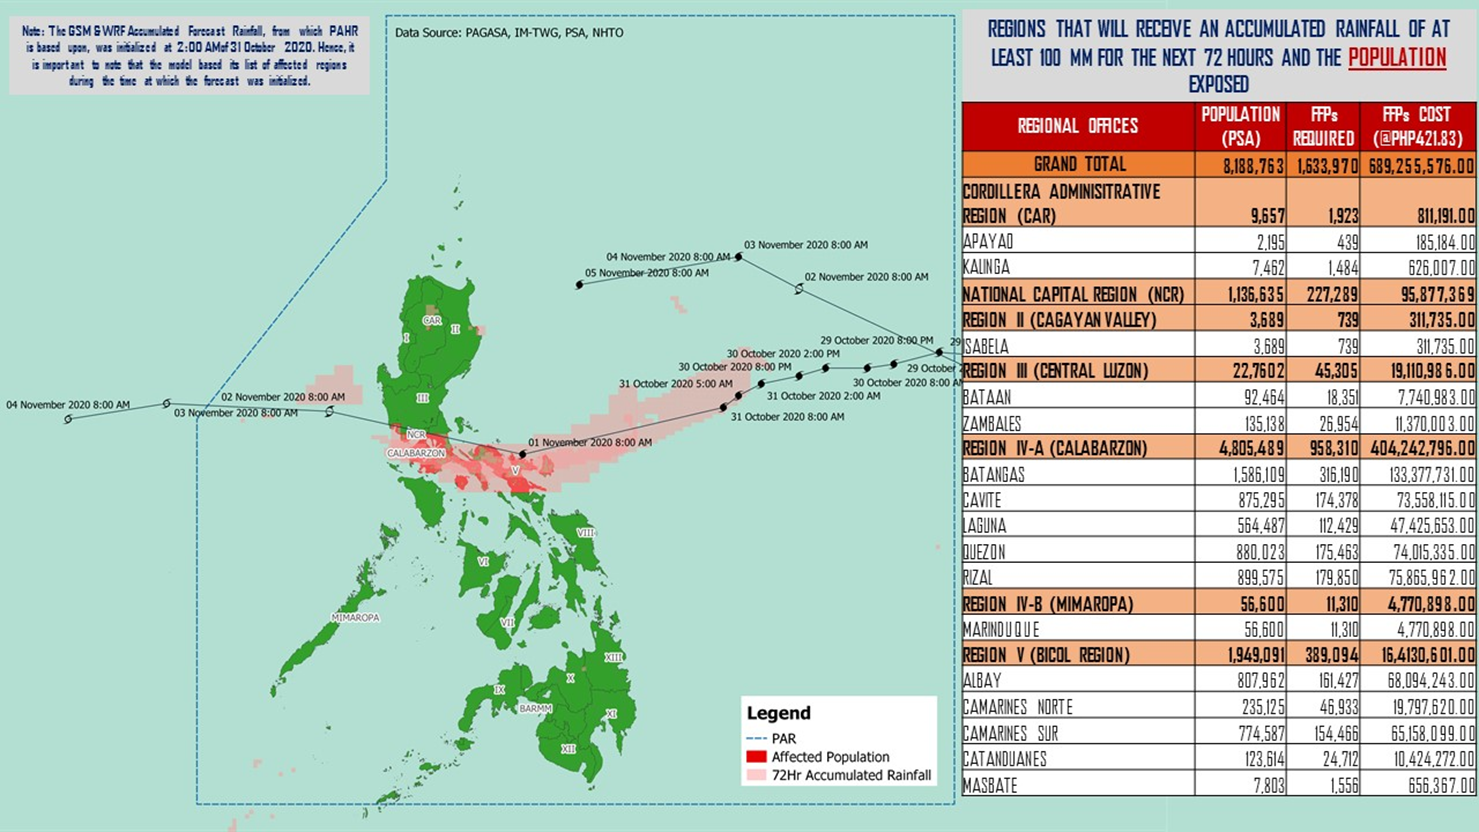 Note: The GSM & WRF Accumulated Forecast Rainfall, from which PAHR
is based upon, was initialized at 2:00 AM of 31 October 2020. Hence, it
is important to note that the model based its list of affected regions
during the time at which the forecast was initialized.
Data Source: PAGASA, IM-TWG, PSA, NHTO
03 November 2020 8:00 AM
04 November 2020 8:00 AM
05 November 2020 8:00 AM
02 November 2020 8:00 AM
29 October 2020 8:00 PM
29
30 October 2020 2:00 PM
30 October 2020 8:00 PM
29 October 2
31 October 2020 5:00 AM
30 October 2020 8:00 AM
31 October 2020 2:00 AM
31 October 2020 8:00 AM
02 November 2020 8:00 AM
04 November 2020 8:00 AM
03 November 2020 8:00 AM
01 November 2020 8:00 AM
CAR
II
I
III
NCR
CALABARZON
V
VIII
VI
MIMAROPA
VII
XIII
X
IX
BARMM
XI
XII
Legend
PAR
Affected Population
72Hr Accumulated Rainfall
REGIONS THAT WILL RECEIVE AN ACCUMULATED RAINFALL OF AT
LEAST 100 MM FOR THE NEXT 72 HOURS AND THE POPULATION
EXPOSED
REGIONAL OFFICES POPULATION (PSA) FFPs REQUIRED FFPs COST (@PHP421.83)
GRAND TOTAL 8,188,763 1,633,970 689,255,576.00
CORDILLERA ADMINISITRATIVE
REGION (CAR) 9,657 1,923 811,191.00
APAYAO 2,195 439 185,184.00
KALINGA 7,462 1,484 626,007.00
NATIONAL CAPITAL REGION (NCR) 1,136,635 227,289 95,877,369
REGION II (CAGAYAN VALLEY) 3,689 739 311,735.00
ISABELA 3,689 739 311,735.00
REGION III (CENTRAL LUZON) 22,7602 45,305 19,110,986.00
BATAAN 92,464 18,351 7,740,983.00
ZAMBALES 135,138 26,954 11,370,003.00
REGION IV-A (CALABARZON) 4,805,489 958,310 404,242,796.00
BATANGAS 1,586,109 316,190 133,377,731.00
CAVITE 875,295 174,378 73,558,115.00
LAGUNA 564,487 112,429 47,425,653.00
QUEZON 880,023 175,463 74,015,335.00
RIZAL 899,575 179,850 75,865,962.00
REGION IV-B (MIMAROPA) 56,600 11,310 4,770,898.00
MARINDUQUE 56,600 11,310 4,770,898.00
REGION V (BICOL REGION) 1,949,091 389,094 16,4130,601.00
ALBAY 807,962 161,427 68,094,243.00
CAMARINES NORTE 235,125 46,933 19,797,620.00
CAMARINES SUR 774,587 154,466 65,158,099.00
CATANDUANES 123,614 24,712 10,424,272.00
MASBATE 7,803 1,556 656,367.00